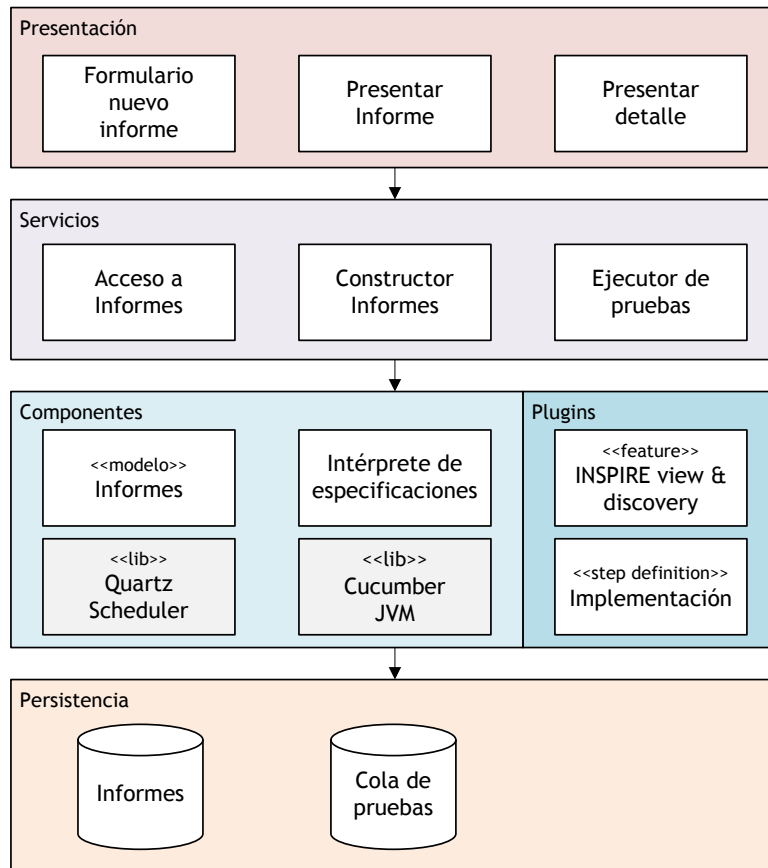 Presentación
Formulario
nuevo
informe
Presentar
Informe
Presentar
detalle
Servicios
Acceso a
Informes
Constructor
Informes
Ejecutor de
pruebas
Componentes
<<modelo>>
Informes
Intérprete de
especificaciones
<<lib>>
Quartz
Scheduler
<<lib>>
Cucumber
JVM
Plugins
<<feature>>
INSPIRE view &
discovery
<<step definition>>
Implementación
Persistencia
Informes
Cola de
pruebas